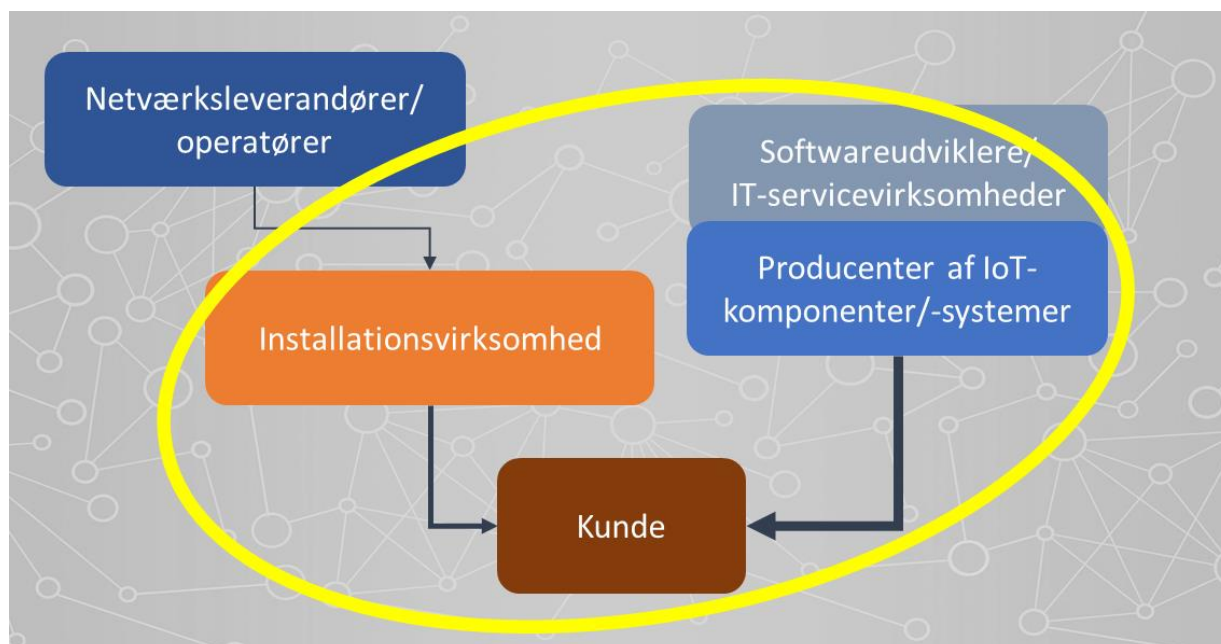 Netværksleverandører/
operatører
Softwareudviklere/
IT-servicevirksomheder
Producenter af IoT-
komponenter/-systemer
Installationsvirksomhed
Kunde